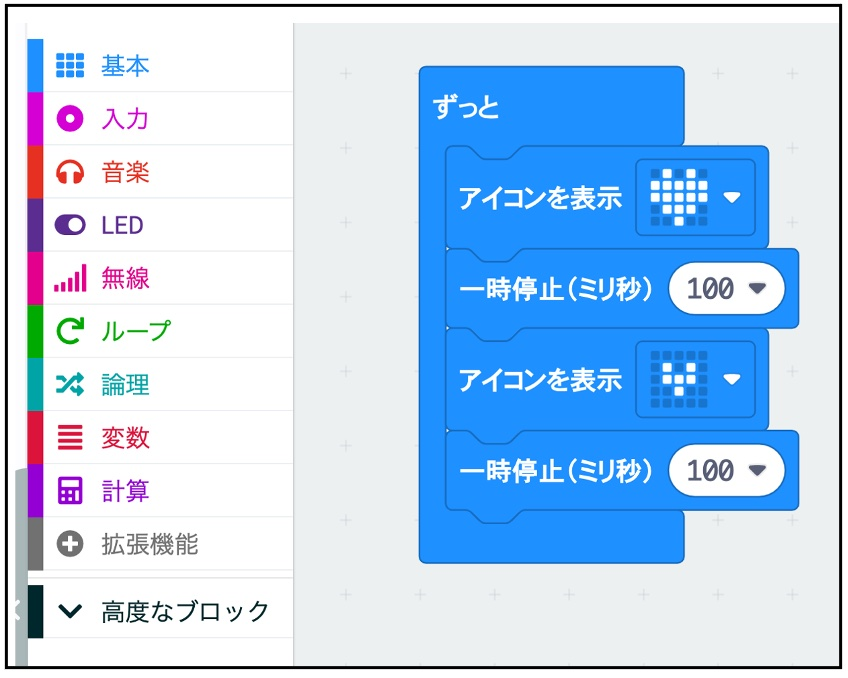 基本
入力
音楽
LED
無線
ループ
論理
変数
計算
拡張機能
高度なブロック
ずっと
アイコンを表示
一時停止（ミリ秒） 100
アイコンを表示
一時停止（ミリ秒） 100